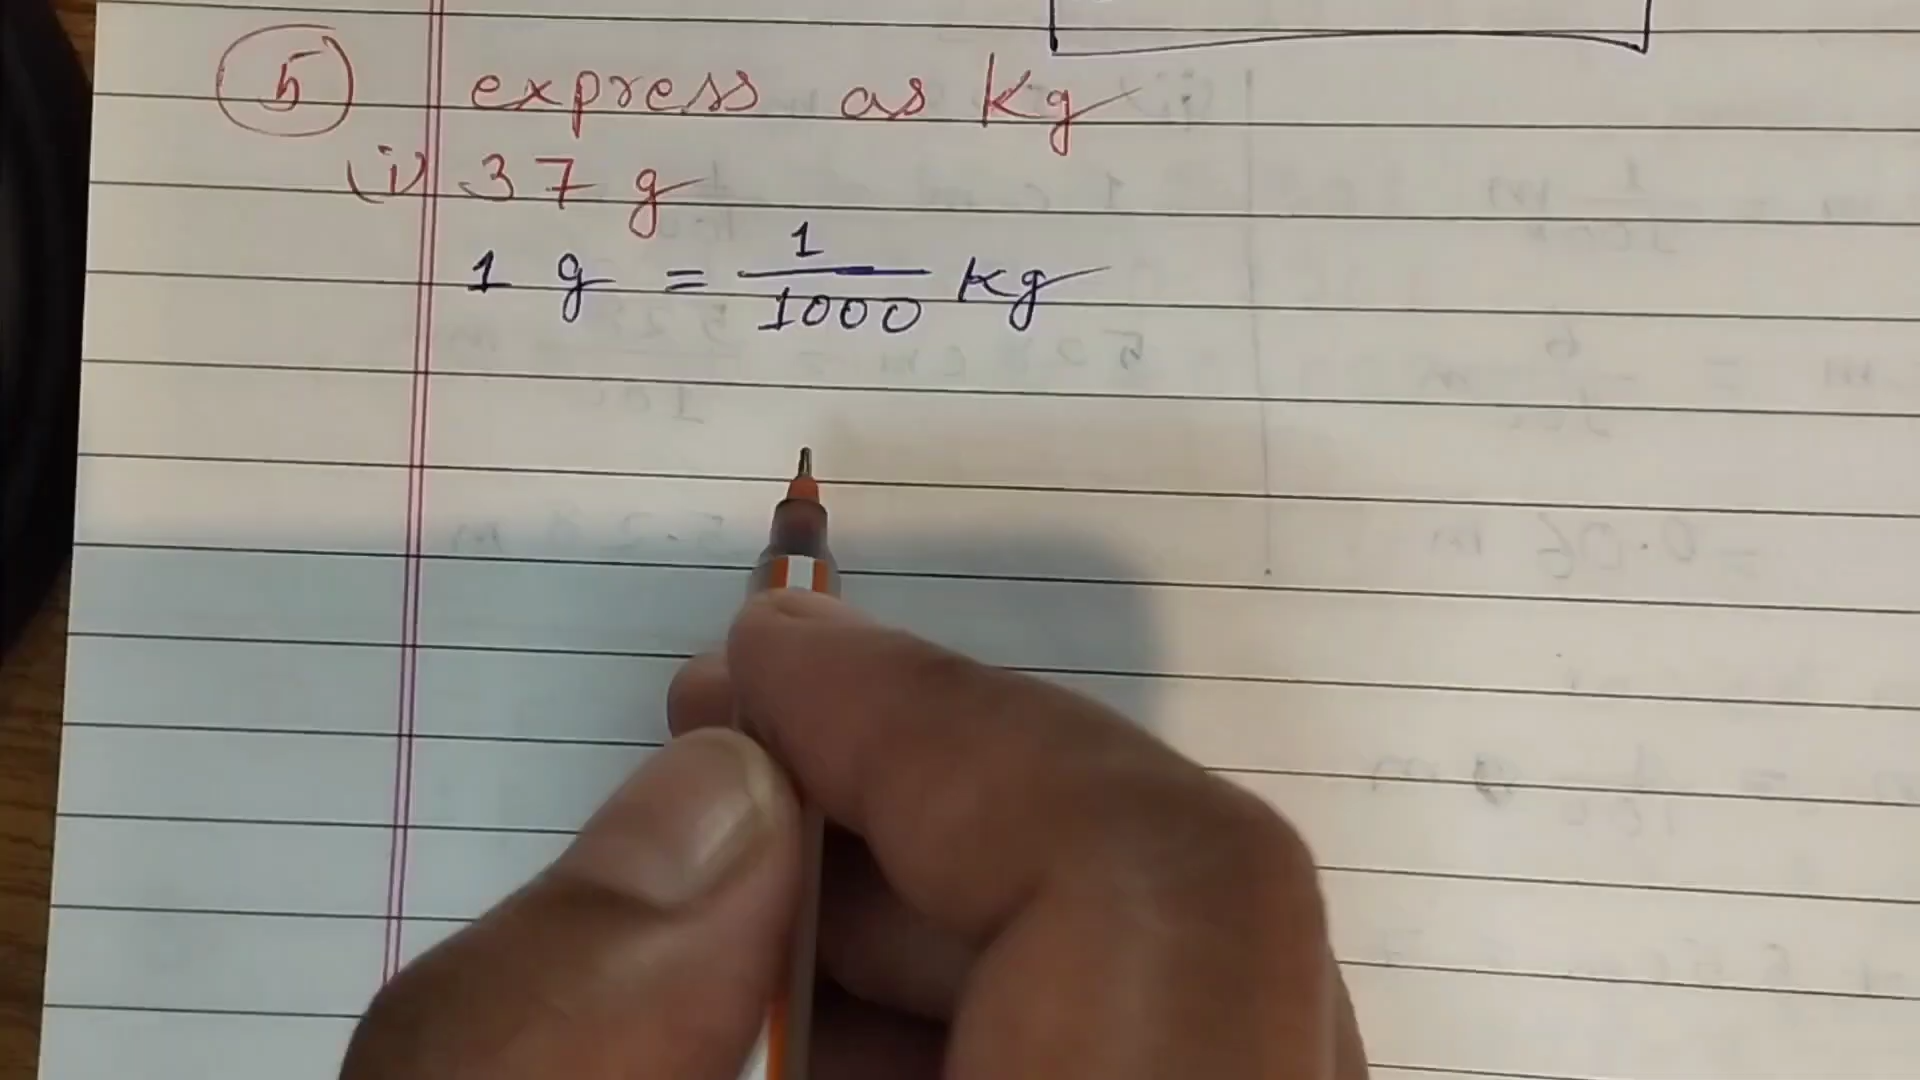 5 express as kg
(i) 37 g
1 g = 1/1000 kg